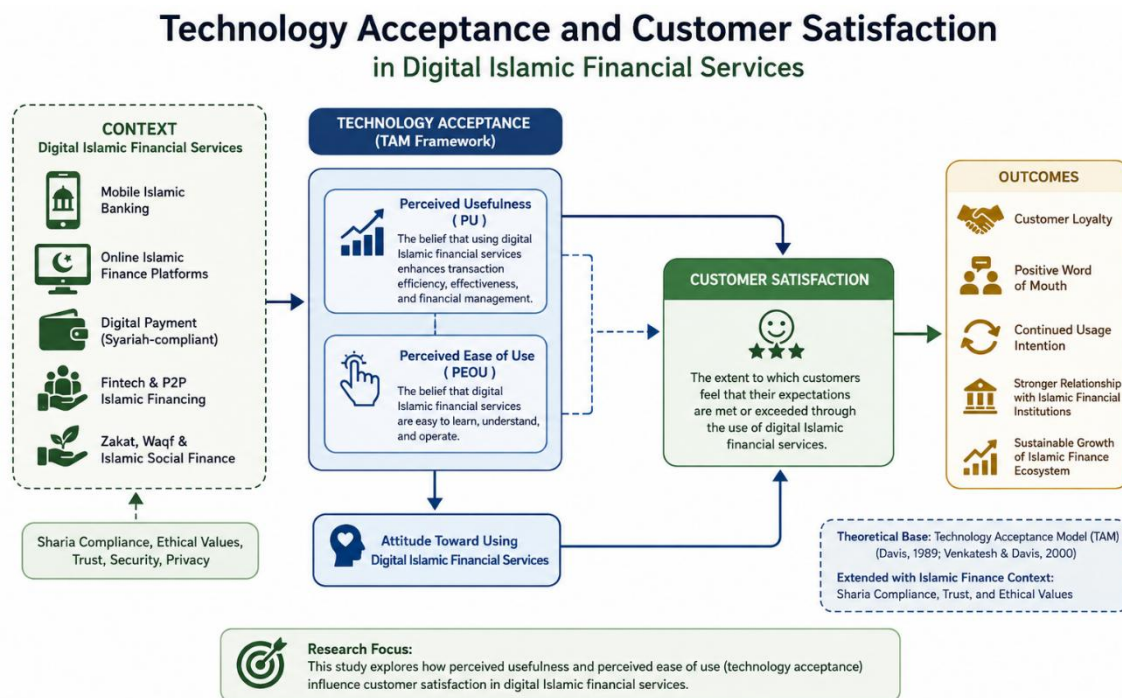 Technology Acceptance and Customer Satisfaction
in Digital Islamic Financial Services
CONTEXT
Digital Islamic Financial Services
Mobile Islamic
Banking
Online Islamic
Finance Platforms
Digital Payment
(Syariah-compliant)
Fintech & P2P
Islamic Financing
Zakat, Waqf &
Islamic Social Finance
Sharia Compliance, Ethical Values,
Trust, Security, Privacy
TECHNOLOGY ACCEPTANCE
(TAM Framework)
Perceived Usefulness
( PU )
The belief that using digital
Islamic financial services
enhances transaction
efficiency, effectiveness,
and financial management.
Perceived Ease of Use
( PEOU )
The belief that digital
Islamic financial services
are easy to learn, understand,
and operate.
Attitude Toward Using
Digital Islamic Financial Services
CUSTOMER SATISFACTION
The extent to which customers
feel that their expectations
are met or exceeded through
the use of digital Islamic
financial services.
OUTCOMES
Customer Loyalty
Positive Word
of Mouth
Continued Usage
Intention
Stronger Relationship
with Islamic Financial
Institutions
Sustainable Growth
of Islamic Finance
Ecosystem
Theoretical Base: Technology Acceptance Model (TAM)
(Davis, 1989; Venkatesh & Davis, 2000)
Extended with Islamic Finance Context:
Sharia Compliance, Trust, and Ethical Values
Research Focus:
This study explores how perceived usefulness and perceived ease of use (technology acceptance)
influence customer satisfaction in digital Islamic financial services.